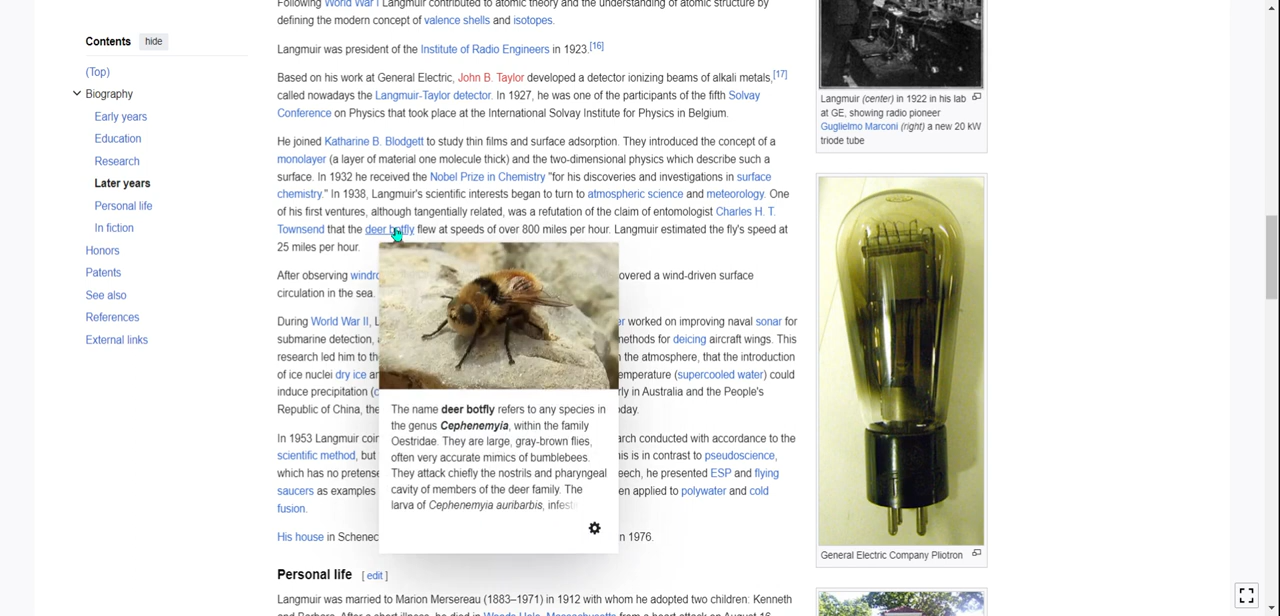 Following World War I Langmuir contributed to atomic theory and the understanding of atomic structure by
defining the modern concept of valence shells and isotopes.
Contents hide
(Top)
Biography
Early years
Education
Research
Later years
Personal life
In fiction
Honors
Patents
See also
References
External links
Langmuir was president of the Institute of Radio Engineers in 1923.[16]
Based on his work at General Electric, John B. Taylor developed a detector ionizing beams of alkali metals,[17]
called nowadays the Langmuir-Taylor detector. In 1927, he was one of the participants of the fifth Solvay
Conference on Physics that took place at the International Solvay Institute for Physics in Belgium.
He joined Katharine B. Blodgett to study thin films and surface adsorption. They introduced the concept of a
monolayer (a layer of material one molecule thick) and the two-dimensional physics which describe such a
surface. In 1932 he received the Nobel Prize in Chemistry "for his discoveries and investigations in surface
chemistry." In 1938, Langmuir's scientific interests began to turn to atmospheric science and meteorology. One
of his first ventures, although tangentially related, was a refutation of the claim of entomologist Charles H. T.
Townsend that the deer botfly flew at speeds of over 800 miles per hour. Langmuir estimated the fly's speed at
25 miles per hour.
After observing overed a wind-driven surface
circulation in the sea.
During World War II, worked on improving naval sonar for
submarine detection, methods for deicing aircraft wings. This
research led him to the atmosphere, that the introduction
of ice nuclei dry ice (supercooled water) could
induce precipitation in Australia and the People's
Republic of China,
In 1953 Langmuir conducted with accordance to the
scientific method, but is in contrast to pseudoscience,
which has no he presented ESP and flying
saucers as examples applied to polywater and cold
fusion.
His house in n 1976.
The name deer botfly refers to any species in
the genus Cephenemyia, within the family
Oestridae. They are large, gray-brown flies,
often very accurate mimics of bumblebees.
They attack chiefly the nostrils and pharyngeal
cavity of members of the deer family. The
larva of Cephenemyia auribarbis, infesti
Personal life [ edit ]
Langmuir was married to Marion Mersereau (1883–1971) in 1912 with whom he adopted two children: Kenneth
Langmuir (center) in 1922 in his lab
at GE, showing radio pioneer
Guglielmo Marconi (right) a new 20 kW
triode tube
General Electric Company Pliotron